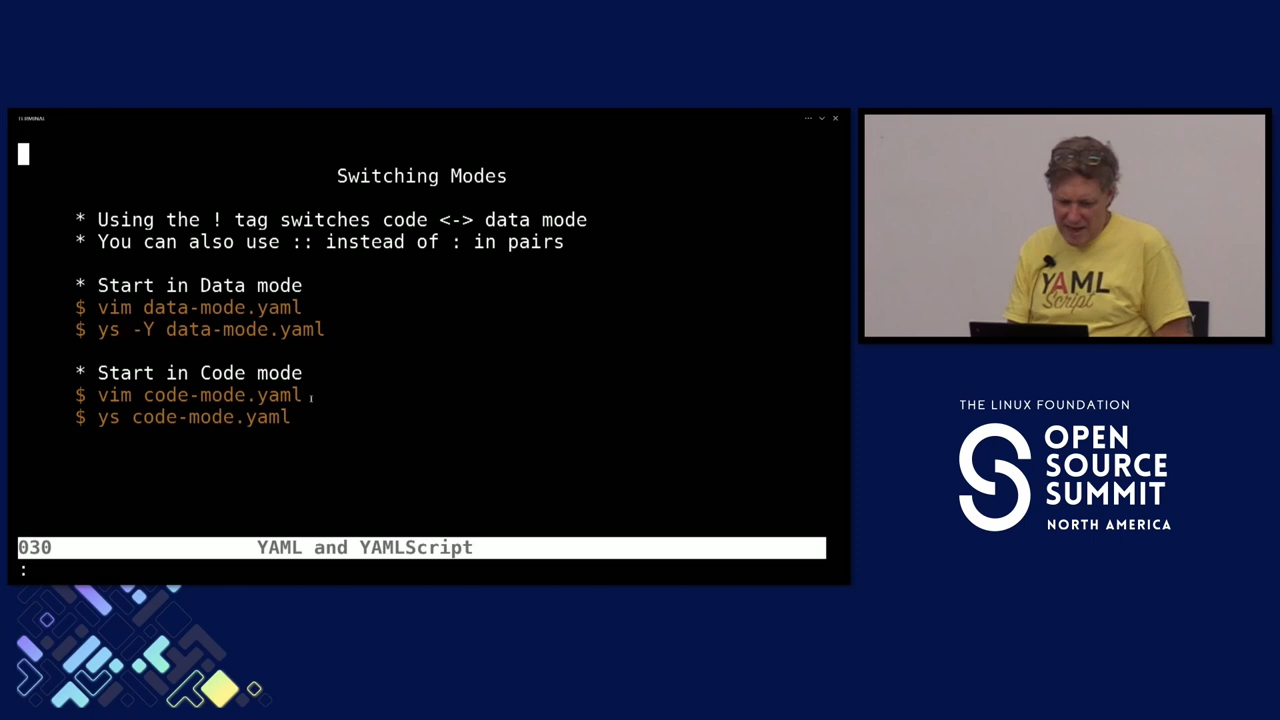 TERMINAL
Switching Modes
* Using the ! tag switches code <-> data mode
* You can also use :: instead of : in pairs
* Start in Data mode
$ vim data-mode.yaml
$ ys -Y data-mode.yaml
* Start in Code mode
$ vim code-mode.yaml
$ ys code-mode.yaml
030 YAML and YAMLScript
:
YAML
Script
THE LINUX FOUNDATION
OPEN
SOURCE
SUMMIT
NORTH AMERICA